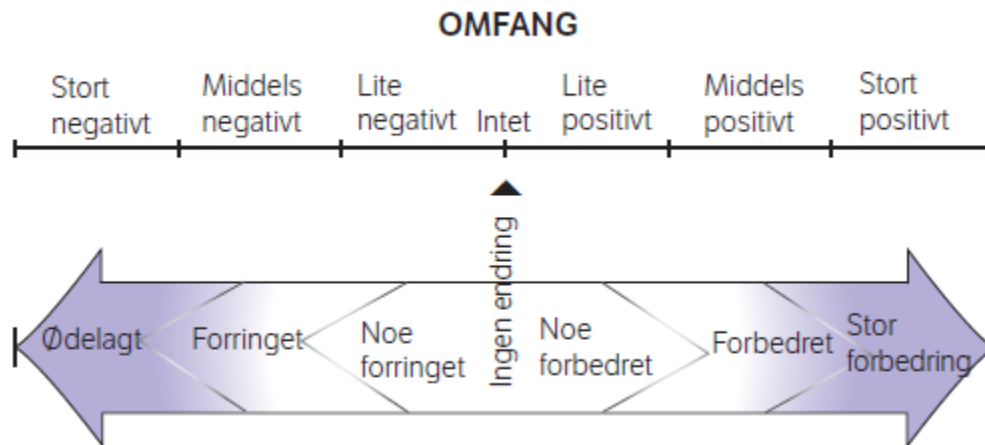 OMFANG
Stort negativt
Middels negativt
Lite negativt
Intet
Lite positivt
Middels positivt
Stort positivt
Ingen endring
Ødelagt
Forringet
Noe forringet
Noe forbedret
Forbedret
Stor forbedring